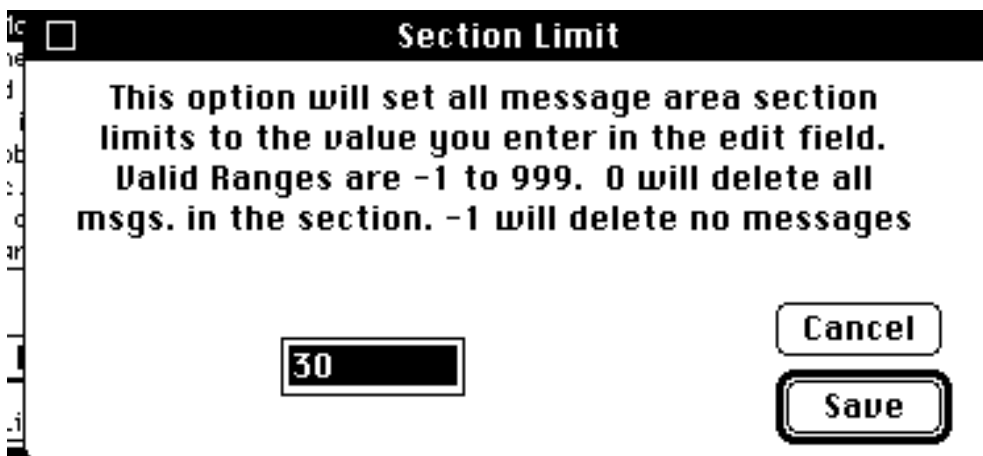 Section Limit
This option will set all message area section
limits to the value you enter in the edit field.
Valid Ranges are -1 to 999.  0 will delete all
msgs. in the section. -1 will delete no messages
Cancel
30
Save